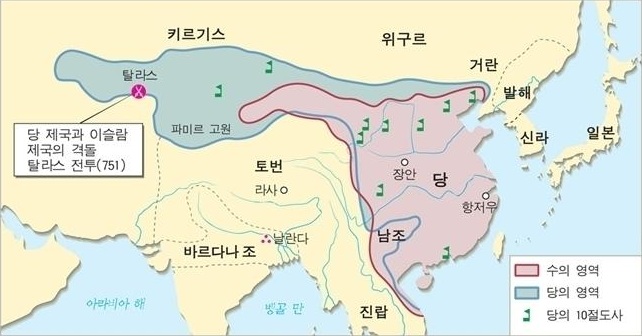 키르기스
위구르
거란
탈라스
발해
당 제국과 이슬람
제국의 격돌
탈라스 전투(751)
파미르 고원
신라
일본
토번
장안
당
라사
항저우
남조
날란다
바르다나 조
아라비아 해
벵골 만
진랍
수의 영역
당의 영역
당의 10절도사